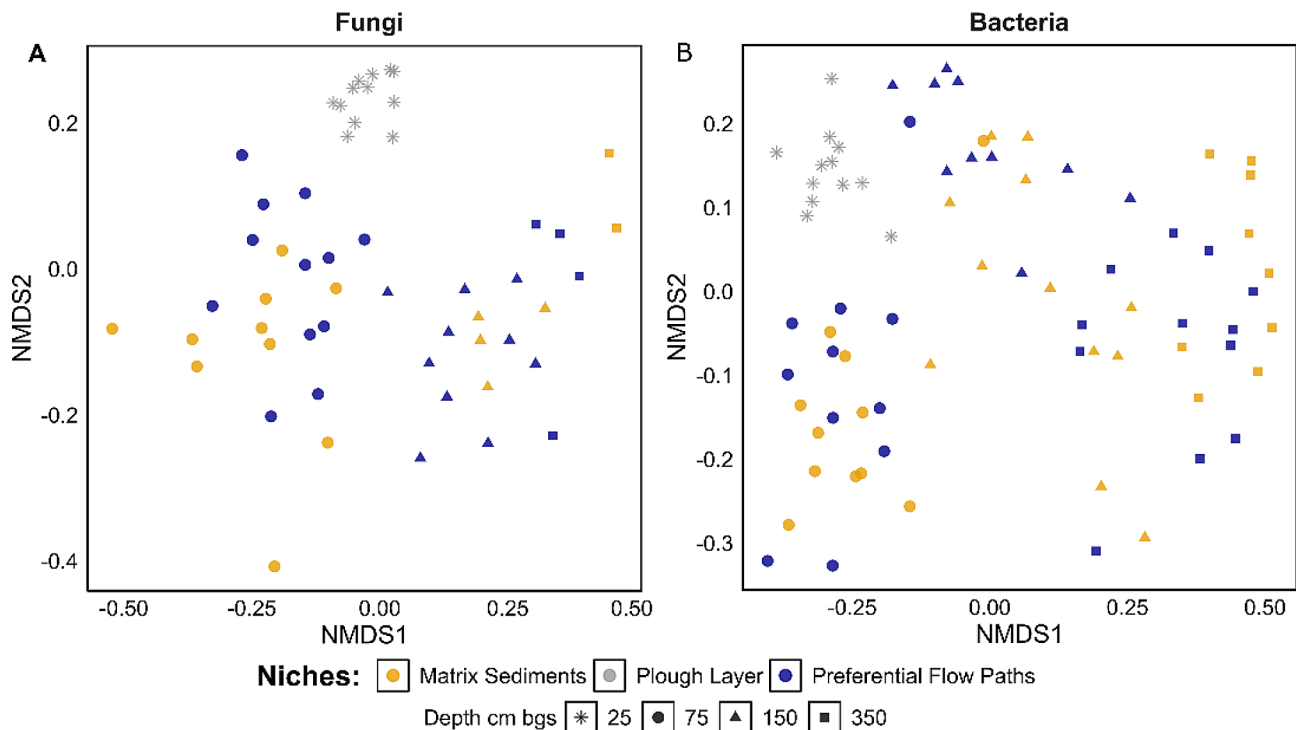 Fungi
Bacteria
A
B
0.2
0.0
-0.2
-0.4
NMDS2
-0.50
-0.25
0.00
0.25
0.50
NMDS1
0.2
0.1
0.0
-0.1
-0.2
-0.3
NMDS2
-0.25
0.00
0.25
0.50
NMDS1
Niches: Matrix Sediments Plough Layer Preferential Flow Paths
Depth cm bgs 25 75 150 350